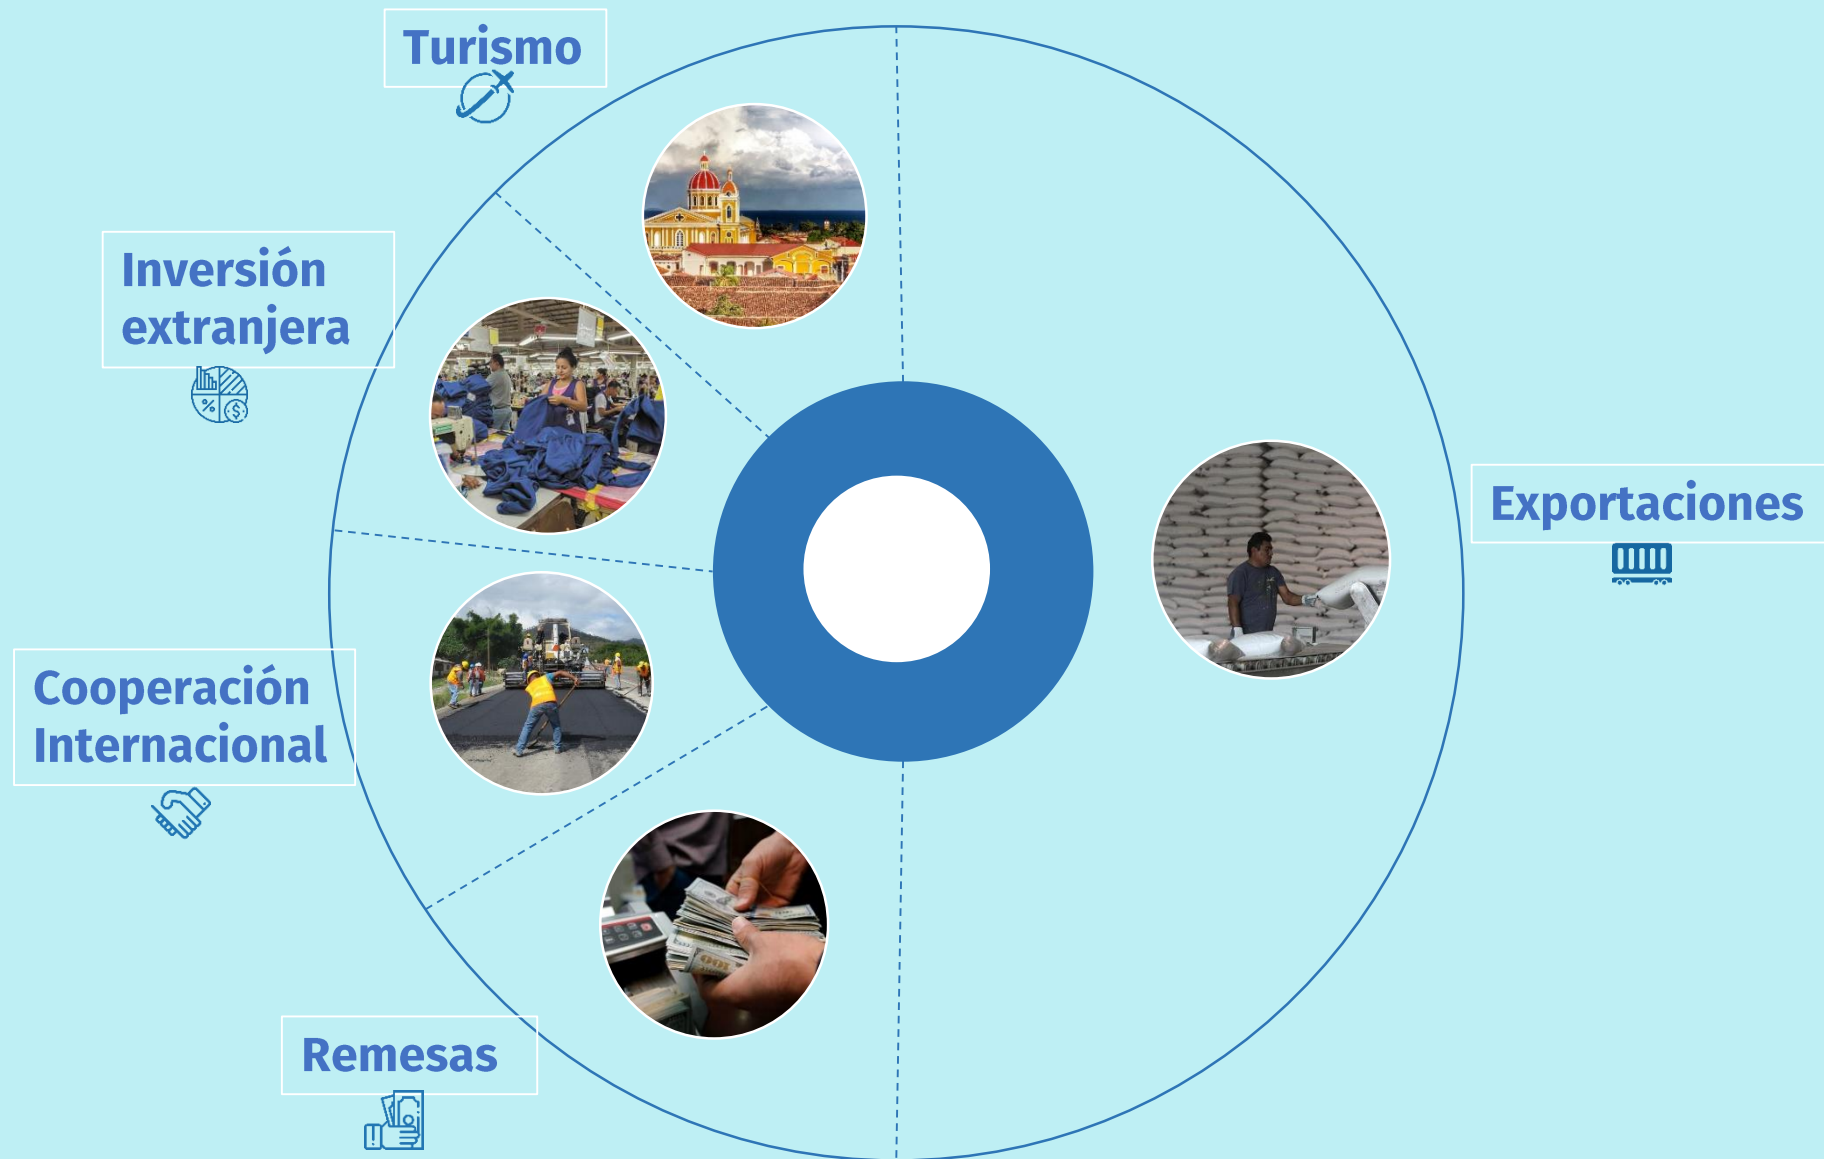 Turismo
Inversión
extranjera
Exportaciones
Cooperación
Internacional
Remesas